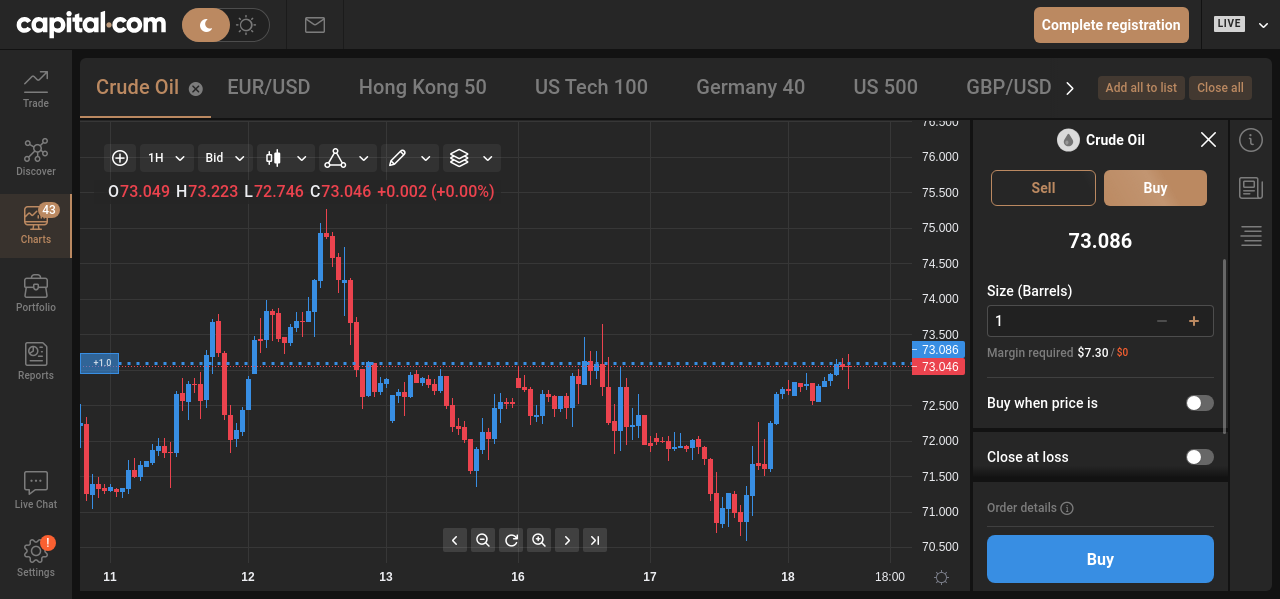 capital.com
Complete registration
LIVE
Trade
Discover
43
Charts
Portfolio
Reports
Live Chat
!
Settings
Crude Oil
EUR/USD
Hong Kong 50
US Tech 100
Germany 40
US 500
GBP/USD
Add all to list
Close all
1H
Bid
O73.049 H73.223 L72.746 C73.046 +0.002 (+0.00%)
76.500
76.000
75.500
75.000
74.500
74.000
73.500
73.086
73.046
72.500
72.000
71.500
71.000
70.500
+1.0
11
12
13
16
17
18
18:00
Crude Oil
Sell
Buy
73.086
Size (Barrels)
1
Margin required $7.30 / $0
Buy when price is
Close at loss
Order details
Buy